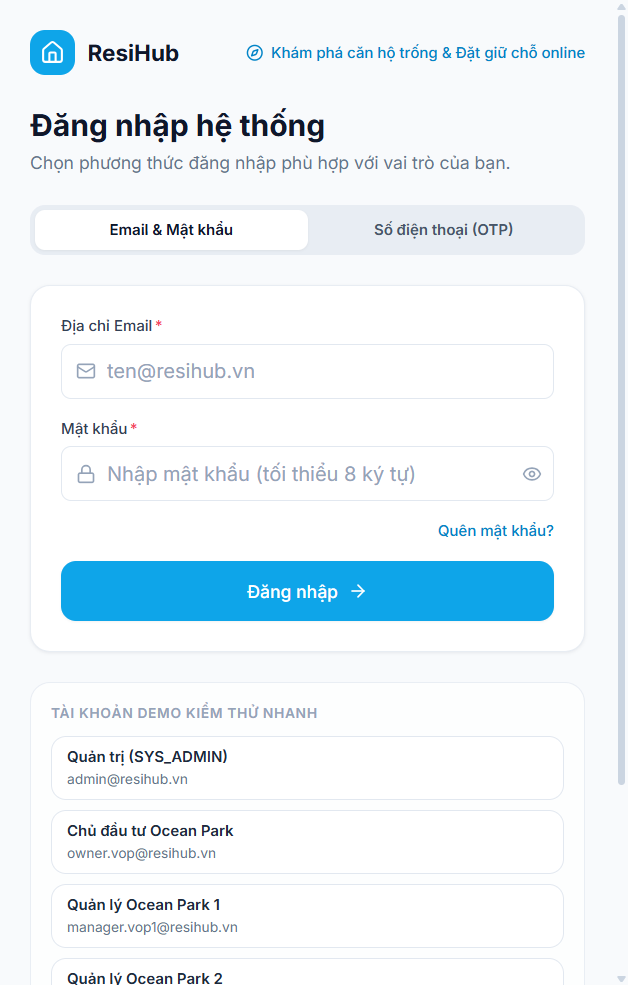 ResiHub
Khám phá căn hộ trống & Đặt giữ chỗ online
Đăng nhập hệ thống
Chọn phương thức đăng nhập phù hợp với vai trò của bạn.
Email & Mật khẩu
Số điện thoại (OTP)
Địa chỉ Email *
ten@resihub.vn
Mật khẩu *
Nhập mật khẩu (tối thiểu 8 ký tự)
Quên mật khẩu?
Đăng nhập →
TÀI KHOẢN DEMO KIỂM THỬ NHANH
Quản trị (SYS_ADMIN)
admin@resihub.vn
Chủ đầu tư Ocean Park
owner.vop@resihub.vn
Quản lý Ocean Park 1
manager.vop1@resihub.vn
Quản lý Ocean Park 2